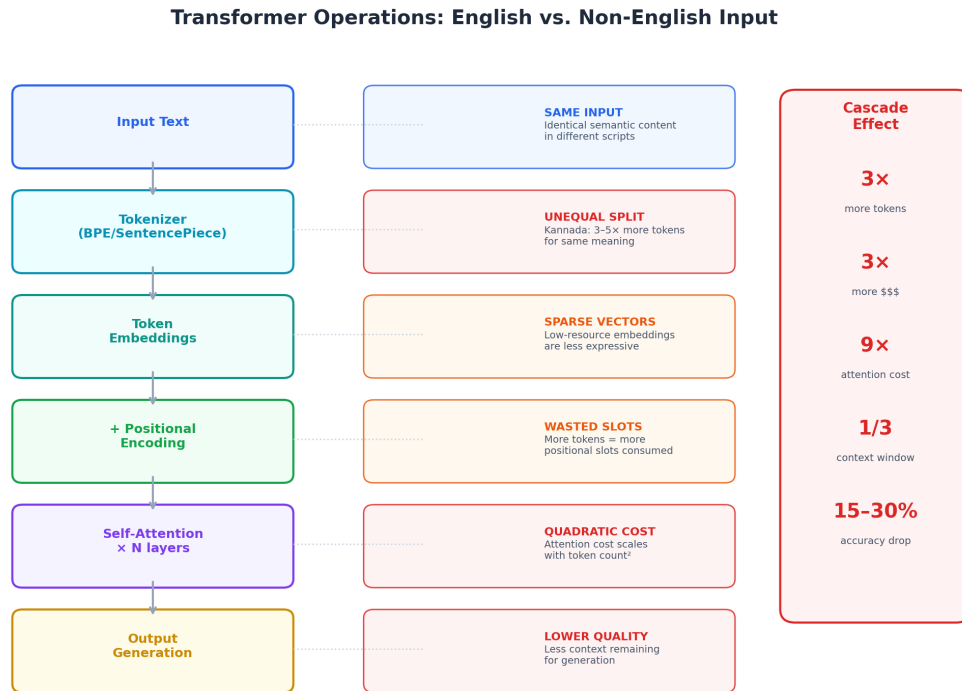 Transformer Operations: English vs. Non-English Input
Input Text
SAME INPUT
Identical semantic content
in different scripts
Tokenizer
(BPE/SentencePiece)
UNEQUAL SPLIT
Kannada: 3–5× more tokens
for same meaning
Token
Embeddings
SPARSE VECTORS
Low-resource embeddings
are less expressive
+ Positional
Encoding
WASTED SLOTS
More tokens = more
positional slots consumed
Self-Attention
× N layers
QUADRATIC COST
Attention cost scales
with token count²
Output
Generation
LOWER QUALITY
Less context remaining
for generation
Cascade
Effect
3×
more tokens
3×
more $$$
9×
attention cost
1/3
context window
15–30%
accuracy drop